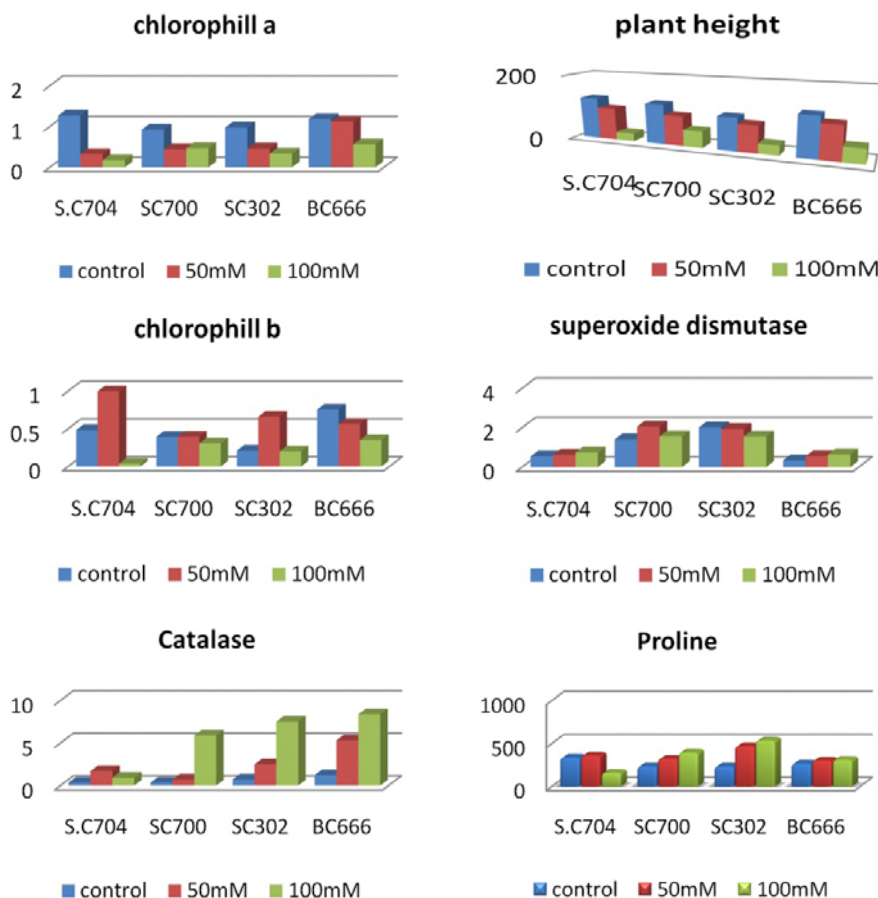 chlorophill a
2
1
0
S.C704 SC700 SC302 BC666
control 50mM 100mM
plant height
200
0
S.C704 SC700 SC302 BC666
control 50mM 100mM
chlorophill b
1
0.5
0
S.C704 SC700 SC302 BC666
control 50mM 100mM
superoxide dismutase
4
2
0
S.C704 SC700 SC302 BC666
control 50mM 100mM
Catalase
10
5
0
S.C704 SC700 SC302 BC666
control 50mM 100mM
Proline
1000
500
0
S.C704 SC700 SC302 BC666
control 50mM 100mM